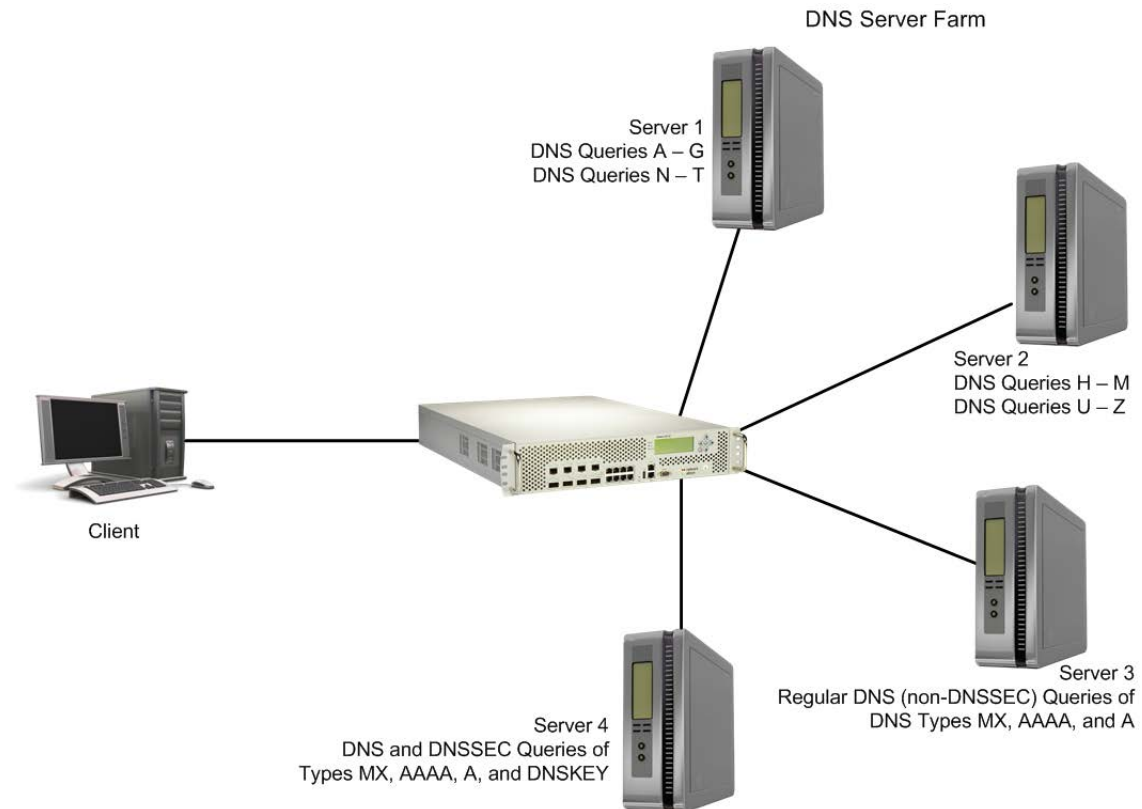 DNS Server Farm
Server 1
DNS Queries A – G
DNS Queries N – T
Server 2
DNS Queries H – M
DNS Queries U – Z
Client
Server 3
Regular DNS (non-DNSSEC) Queries of
DNS Types MX, AAAA, and A
Server 4
DNS and DNSSEC Queries of
Types MX, AAAA, A, and DNSKEY